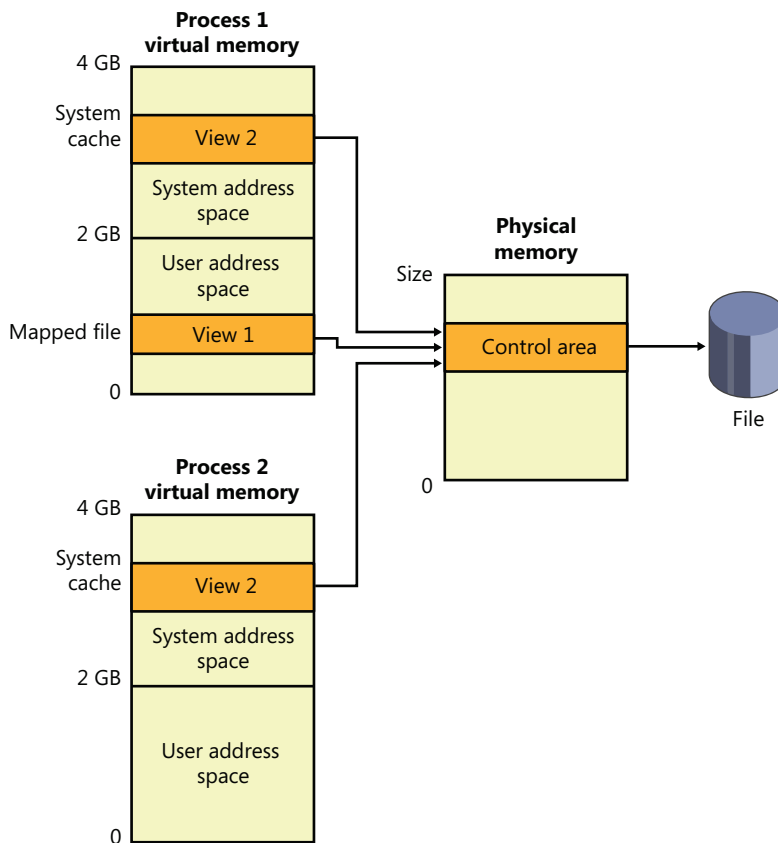 Process 1
virtual memory
4 GB
System
cache
View 2
System address
space
2 GB
User address
space
Mapped file
View 1
0
Physical
memory
Size
Control area
0
File
Process 2
virtual memory
4 GB
System
cache
View 2
System address
space
2 GB
User address
space
0